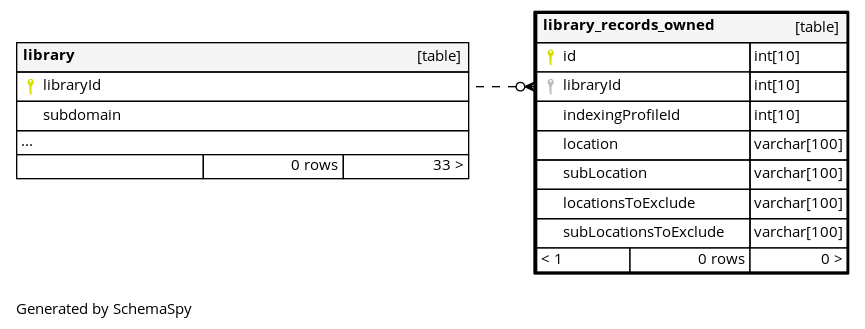 library [table]
libraryId
subdomain
...
0 rows 33 >
library_records_owned [table]
id int[10]
libraryId int[10]
indexingProfileId int[10]
location varchar[100]
subLocation varchar[100]
locationsToExclude varchar[100]
subLocationsToExclude varchar[100]
< 1 0 rows 0 >
Generated by SchemaSpy